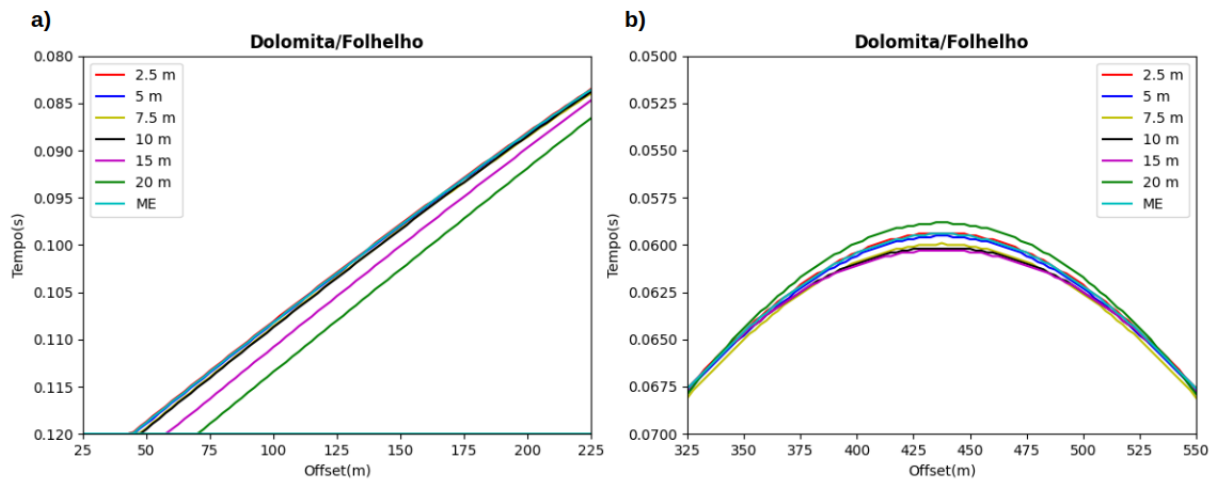 a)
Dolomita/Folhelho
0.080
0.085
0.090
0.095
0.100
0.105
0.110
0.115
0.120
Tempo(s)
2.5 m
5 m
7.5 m
10 m
15 m
20 m
ME
25 50 75 100 125 150 175 200 225
Offset(m)
b)
Dolomita/Folhelho
0.0500
0.0525
0.0550
0.0575
0.0600
0.0625
0.0650
0.0675
0.0700
Tempo(s)
2.5 m
5 m
7.5 m
10 m
15 m
20 m
ME
325 350 375 400 425 450 475 500 525 550
Offset(m)